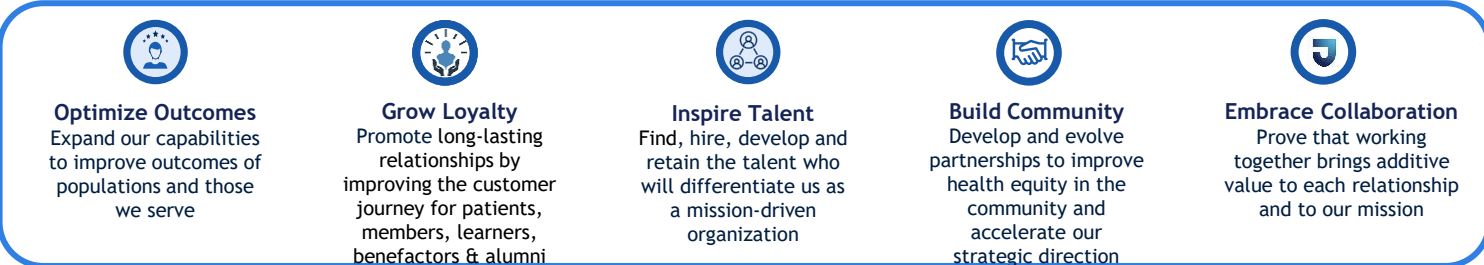 Optimize Outcomes
Expand our capabilities
to improve outcomes of
populations and those
we serve
Grow Loyalty
Promote long-lasting
relationships by
improving the customer
journey for patients,
members, learners,
benefactors & alumni
Inspire Talent
Find, hire, develop and
retain the talent who
will differentiate us as
a mission-driven
organization
Build Community
Develop and evolve
partnerships to improve
health equity in the
community and
accelerate our
strategic direction
Embrace Collaboration
Prove that working
together brings additive
value to each relationship
and to our mission